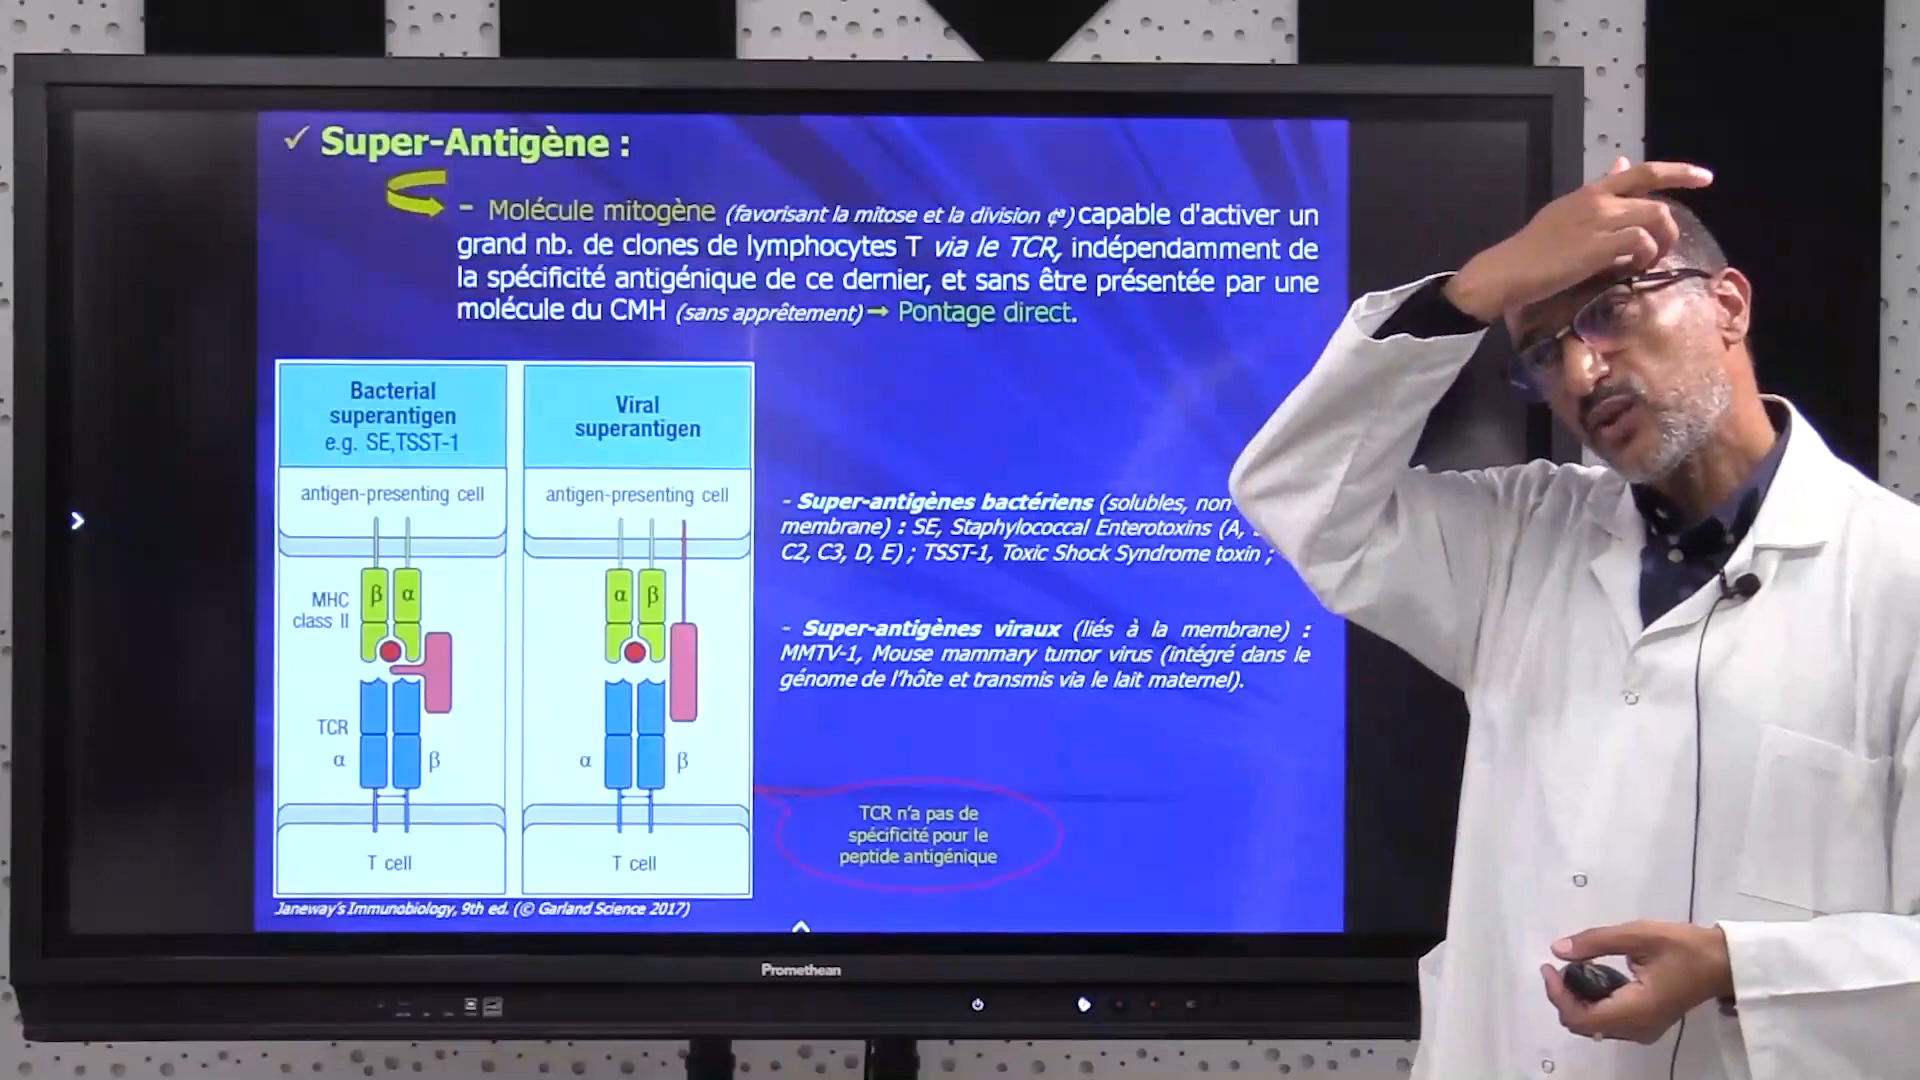 ✓ Super-Antigène :
- Molécule mitogène (favorisant la mitose et la division ¢ᵃ) capable d'activer un
grand nb. de clones de lymphocytes T via le TCR, indépendamment de
la spécificité antigénique de ce dernier, et sans être présentée par une
molécule du CMH (sans apprêtement) → Pontage direct.
Bacterial
superantigen
e.g. SE,TSST-1
antigen-presenting cell
MHC
class II
β α
TCR
α β
T cell
Viral
superantigen
antigen-presenting cell
α β
α β
T cell
Janeway's Immunobiology, 9th ed. (© Garland Science 2017)
- Super-antigènes bactériens (solubles, non
membrane) : SE, Staphylococcal Enterotoxins (A,
C2, C3, D, E) ; TSST-1, Toxic Shock Syndrome toxin ;
- Super-antigènes viraux (liés à la membrane) :
MMTV-1, Mouse mammary tumor virus (intégré dans le
génome de l'hôte et transmis via le lait maternel).
TCR n'a pas de
spécificité pour le
peptide antigénique
Promethean